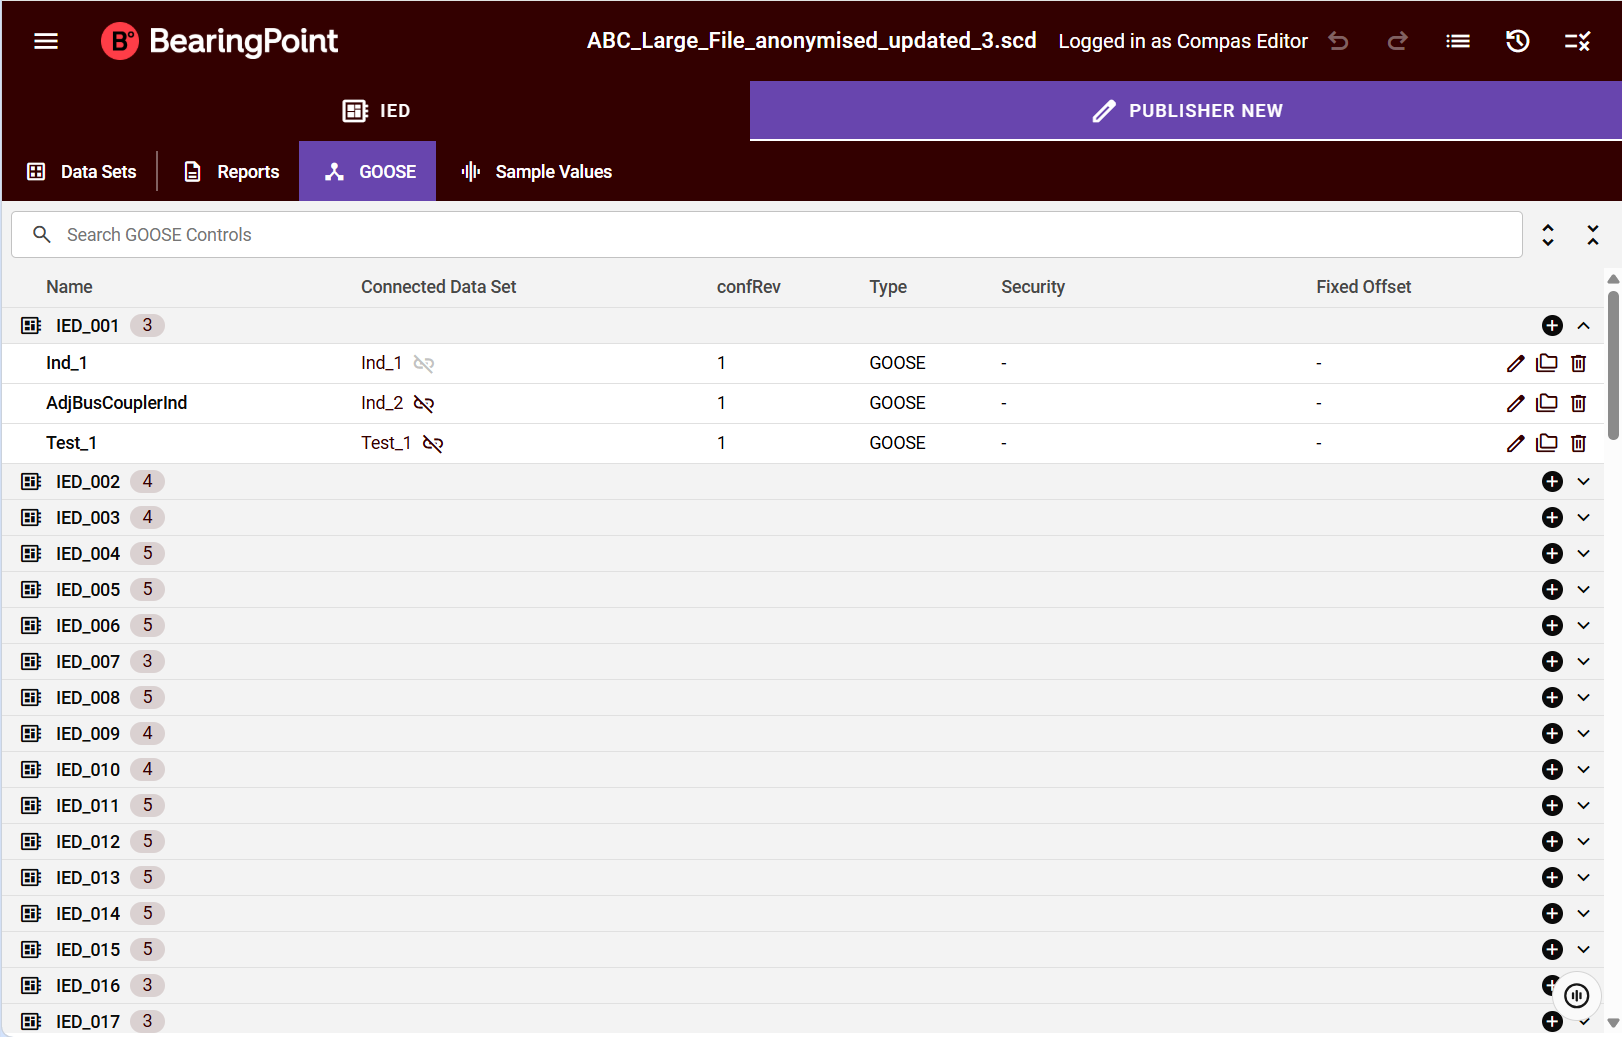 BearingPoint
ABC_Large_File_anonymised_updated_3.scd Logged in as Compas Editor
IED PUBLISHER NEW
Data Sets Reports GOOSE Sample Values
Search GOOSE Controls
Name Connected Data Set confRev Type Security Fixed Offset
IED_001 3
Ind_1 Ind_1 1 GOOSE - -
AdjBusCouplerInd Ind_2 1 GOOSE - -
Test_1 Test_1 1 GOOSE - -
IED_002 4
IED_003 4
IED_004 5
IED_005 5
IED_006 5
IED_007 3
IED_008 5
IED_009 4
IED_010 4
IED_011 5
IED_012 5
IED_013 5
IED_014 5
IED_015 5
IED_016 3
IED_017 3